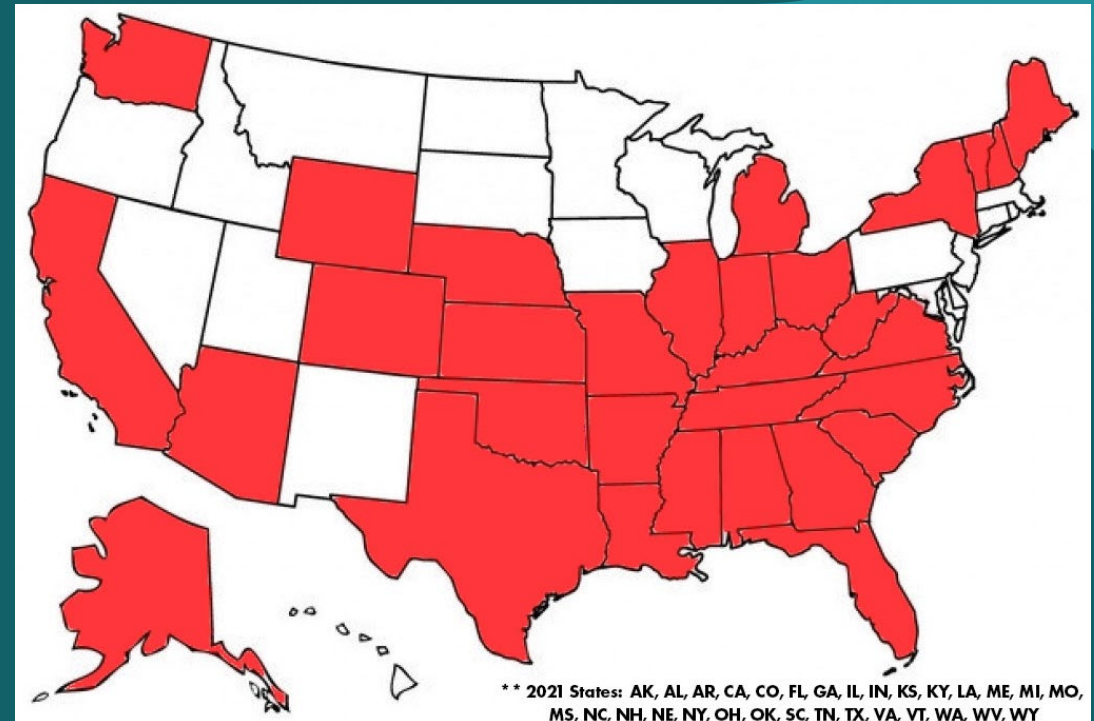 ** 2021 States: AK, AL, AR, CA, CO, FL, GA, IL, IN, KS, KY, LA, ME, MI, MO,
MS, NC, NH, NE, NY, OH, OK, SC, TN, TX, VA, VT, WA, WV, WY